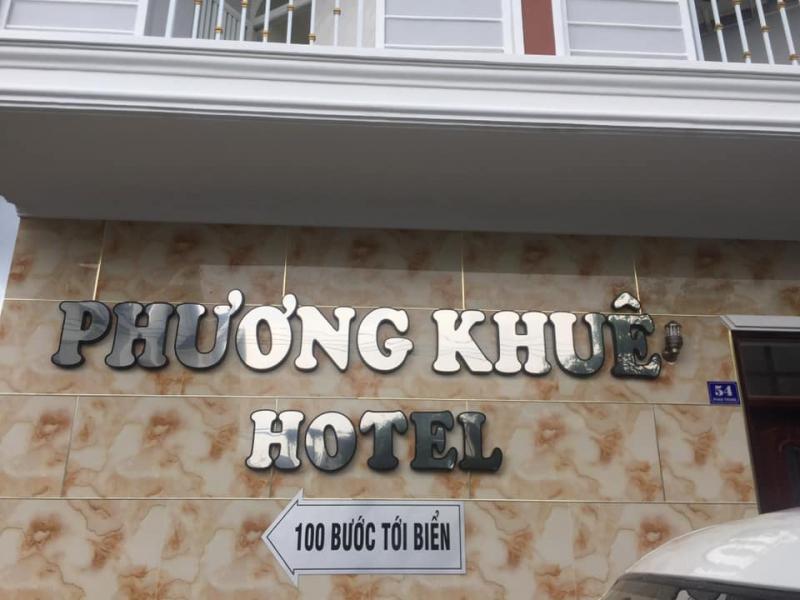 PHƯƠNG KHUÊ
HOTEL
54
100 BƯỚC TỚI BIỂN